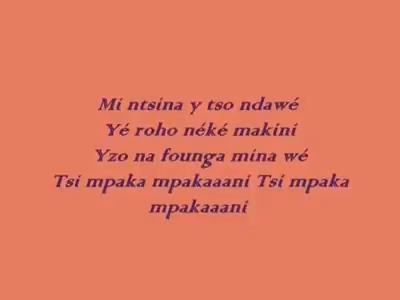 Mi ntsina y tso ndawé
Yé roho néké makini
Yzo na founga mina wé
Tsi mpaka mpakaaani Tsi mpaka
mpakaaani